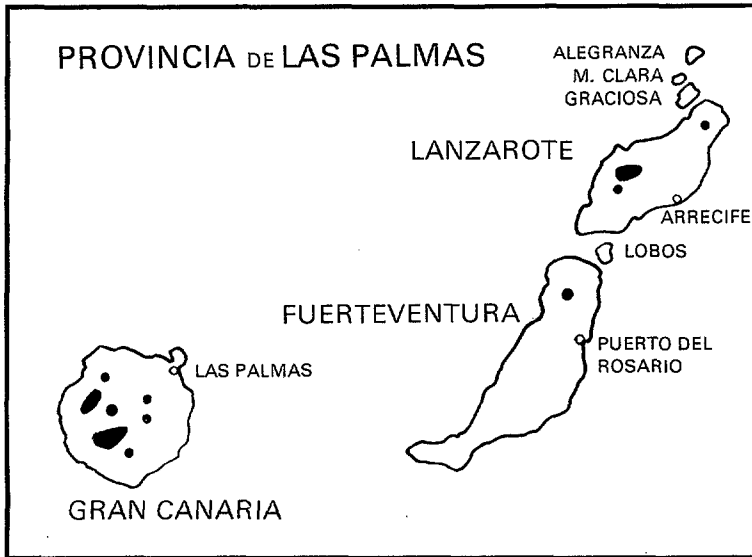 PROVINCIA DE LAS PALMAS
ALEGRANZA
M. CLARA
GRACIOSA
LANZAROTE
ARRECIFE
LOBOS
FUERTEVENTURA
PUERTO DEL
ROSARIO
LAS PALMAS
GRAN CANARIA